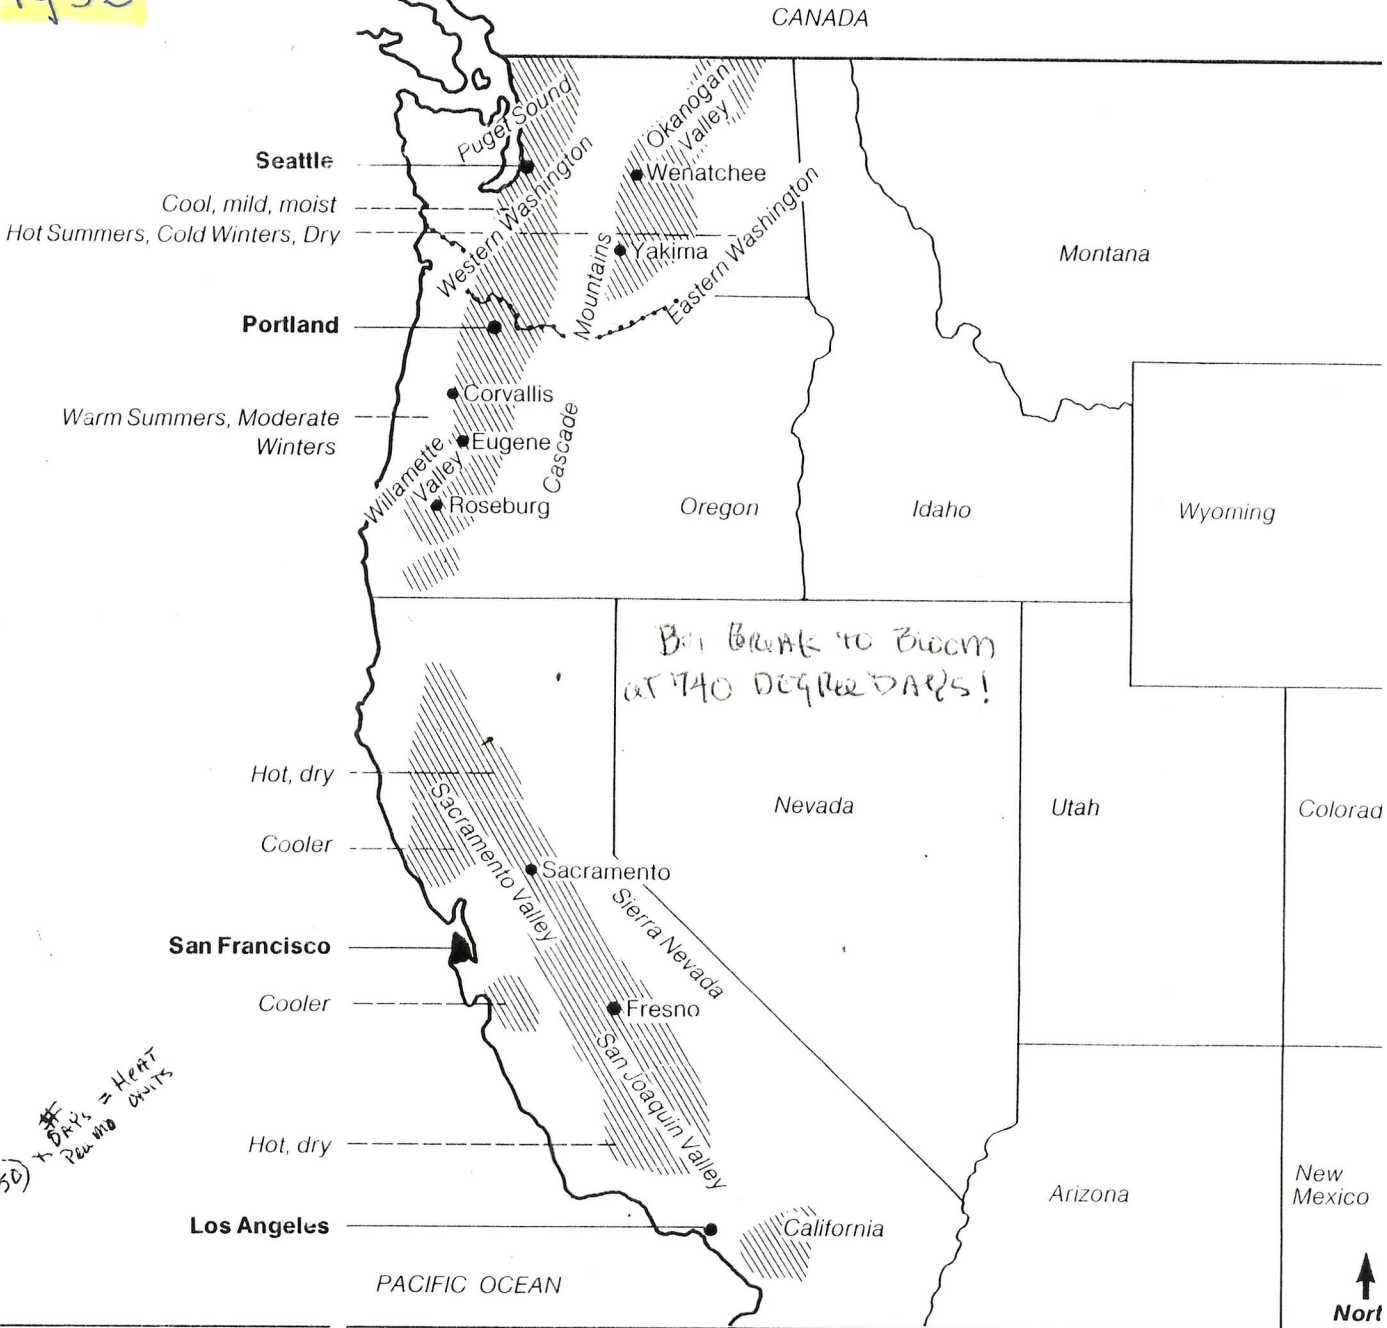 CANADA
Puget Sound
Okanogan
Valley
Seattle
Wenatchee
Cool, mild, moist
Western Washington
Hot Summers, Cold Winters, Dry
Yakima
Eastern Washington
Montana
Mountains
Portland
Corvallis
Warm Summers, Moderate
Winters
Eugene
Cascade
Willamette
Valley
Roseburg
Oregon
Idaho
Wyoming
BREAK TO BLOOM
AT 740 DEGREE DAYS!
Hot, dry
Nevada
Utah
Colorad
Sacramento Valley
Cooler
Sacramento
Sierra Nevada
San Francisco
Cooler
Fresno
San Joaquin Valley
# DAYS = HEAT
PER MO UNITS
50) x
Hot, dry
Arizona
New
Mexico
Los Angeles
California
PACIFIC OCEAN
Nort